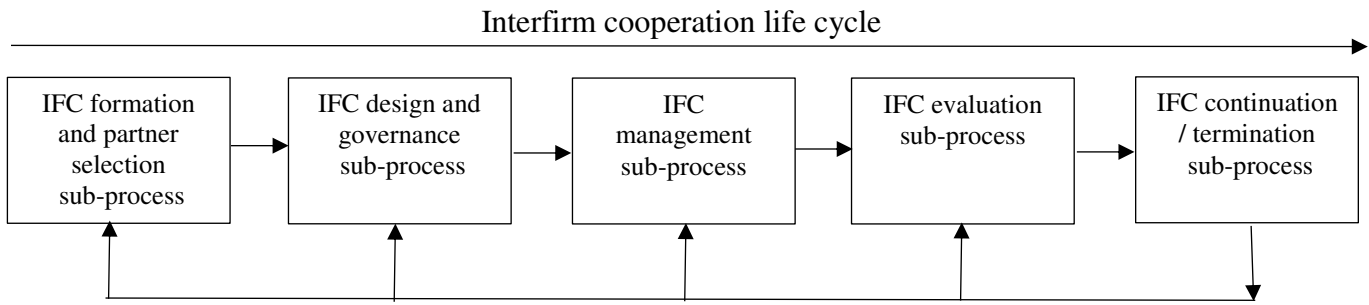 Interfirm cooperation life cycle
IFC formation
and partner
selection
sub-process
IFC design and
governance
sub-process
IFC
management
sub-process
IFC evaluation
sub-process
IFC continuation
/ termination
sub-process